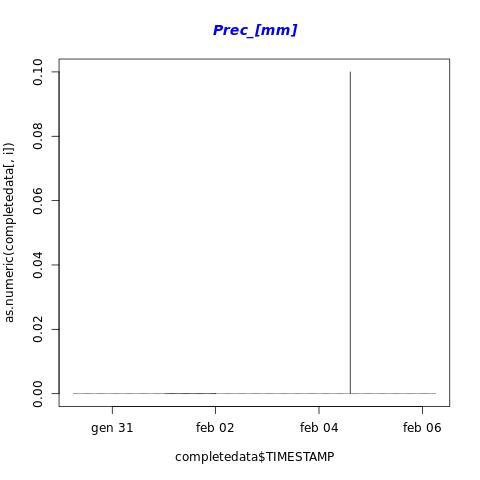 Prec_[mm]
as.numeric(completedata[, i])
0.10
0.08
0.06
0.04
0.02
0.00
gen 31 feb 02 feb 04 feb 06
completedata$TIMESTAMP